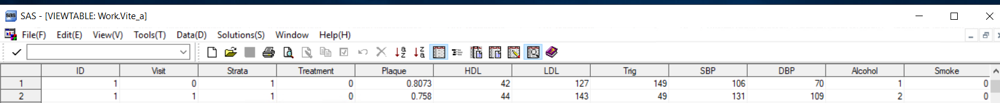 SAS - [VIEWTABLE: Work.Vite_a]
File(F) Edit(E) View(V) Tools(T) Data(D) Solutions(S) Window Help(H)
ID Visit Strata Treatment Plaque HDL LDL Trig SBP DBP Alcohol Smoke
1 1 0 1 0 0.8073 42 127 149 106 70 1 0
2 1 1 1 0 0.758 44 143 49 131 109 2 0